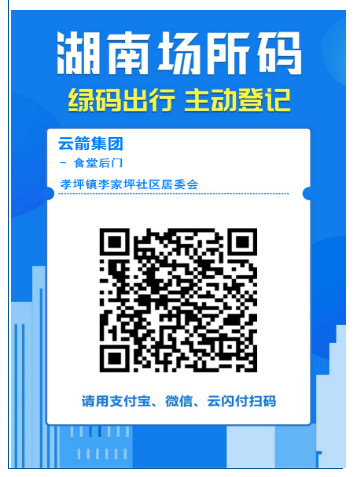 湖南场所码
绿码出行 主动登记
云箭集团
- 食堂后门
孝坪镇李家坪社区居委会
请用支付宝、微信、云闪付扫码